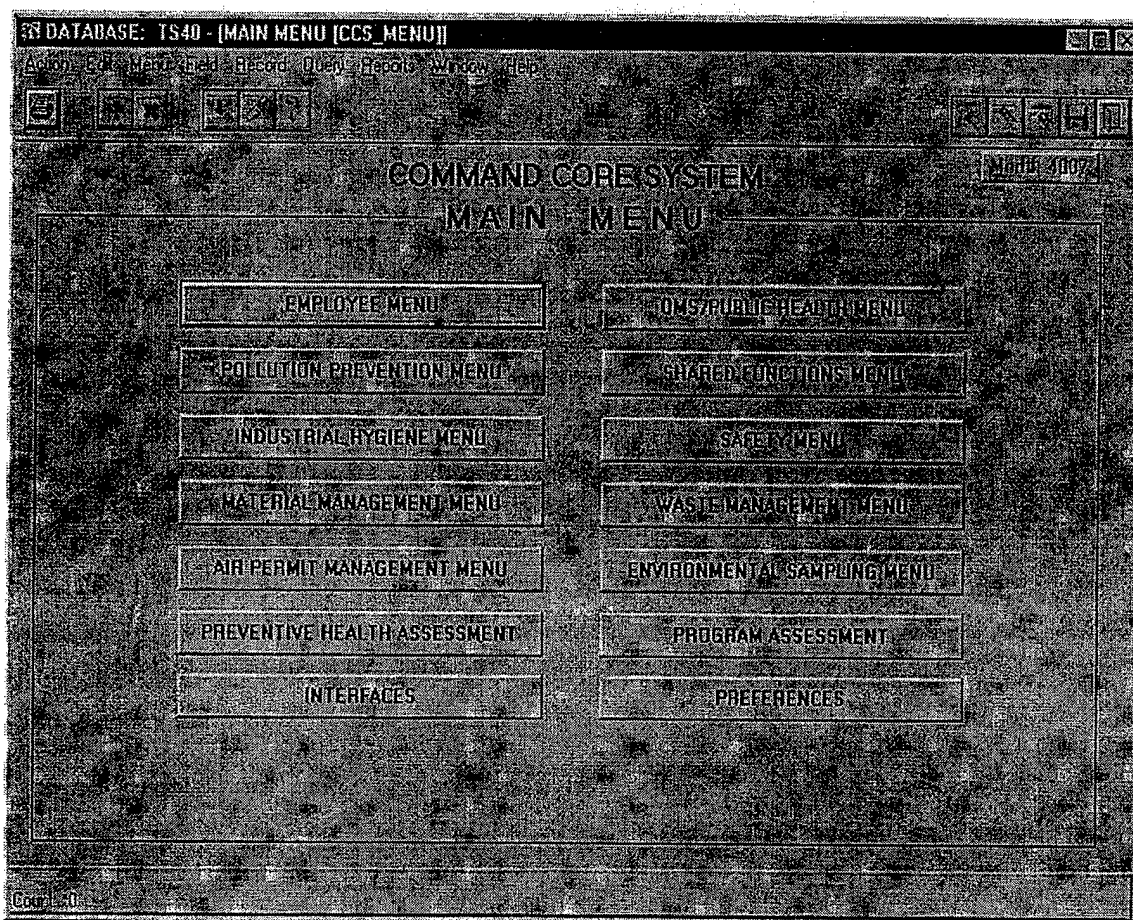 DATABASE: TS40 - [MAIN MENU [CCS_MENU]]
Action Edit Menu Field Record Query Reports Window Help
COMMAND CORE SYSTEM
MAIN MENU
EMPLOYEE MENU OMS/PUBLIC HEALTH MENU
POLLUTION PREVENTION MENU SHARED FUNCTIONS MENU
INDUSTRIAL HYGIENE MENU SAFETY MENU
MATERIAL MANAGEMENT MENU WASTE MANAGEMENT MENU
AIR PERMIT MANAGEMENT MENU ENVIRONMENTAL SAMPLING MENU
PREVENTIVE HEALTH ASSESSMENT PROGRAM ASSESSMENT
INTERFACES PREFERENCES
Count: 0